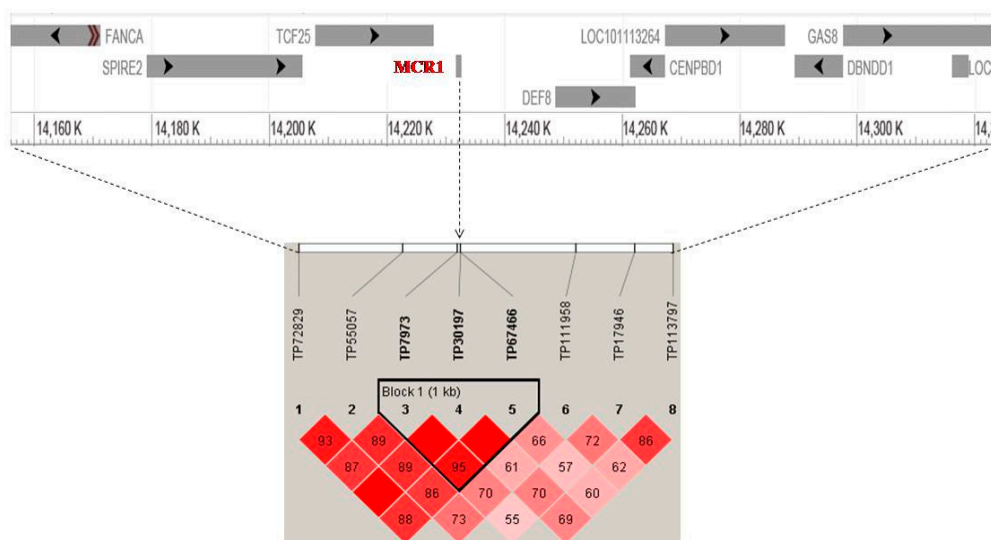 FANCA TCF25 LOC101113264 GAS8
SPIRE2 MCR1 CENPBD1 DBNDD1 LOC
DEF8
14,160 K 14,180 K 14,200 K 14,220 K 14,240 K 14,260 K 14,280 K 14,300 K 14,3
TP72829 TP55057 TP7973 TP30197 TP67466 TP111958 TP17946 TP113797
Block 1 (1 kb)
1 2 3 4 5 6 7 8
93 89 66 72 86
87 89 95 61 57 62
86 70 70 60
88 73 55 69